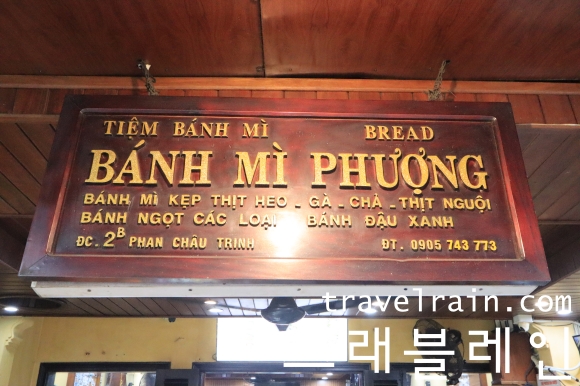 TIỆM BÁNH MÌ BREAD
BÁNH MÌ PHƯỢNG
BÁNH MÌ KẸP THỊT HEO - GÀ - CHẢ - THỊT NGUỘI
BÁNH NGỌT CÁC LOẠI - BÁNH ĐẬU XANH
ĐC. 2B PHAN CHÂU TRINH ĐT. 0905 743 773
travelrain.com
트래블레인